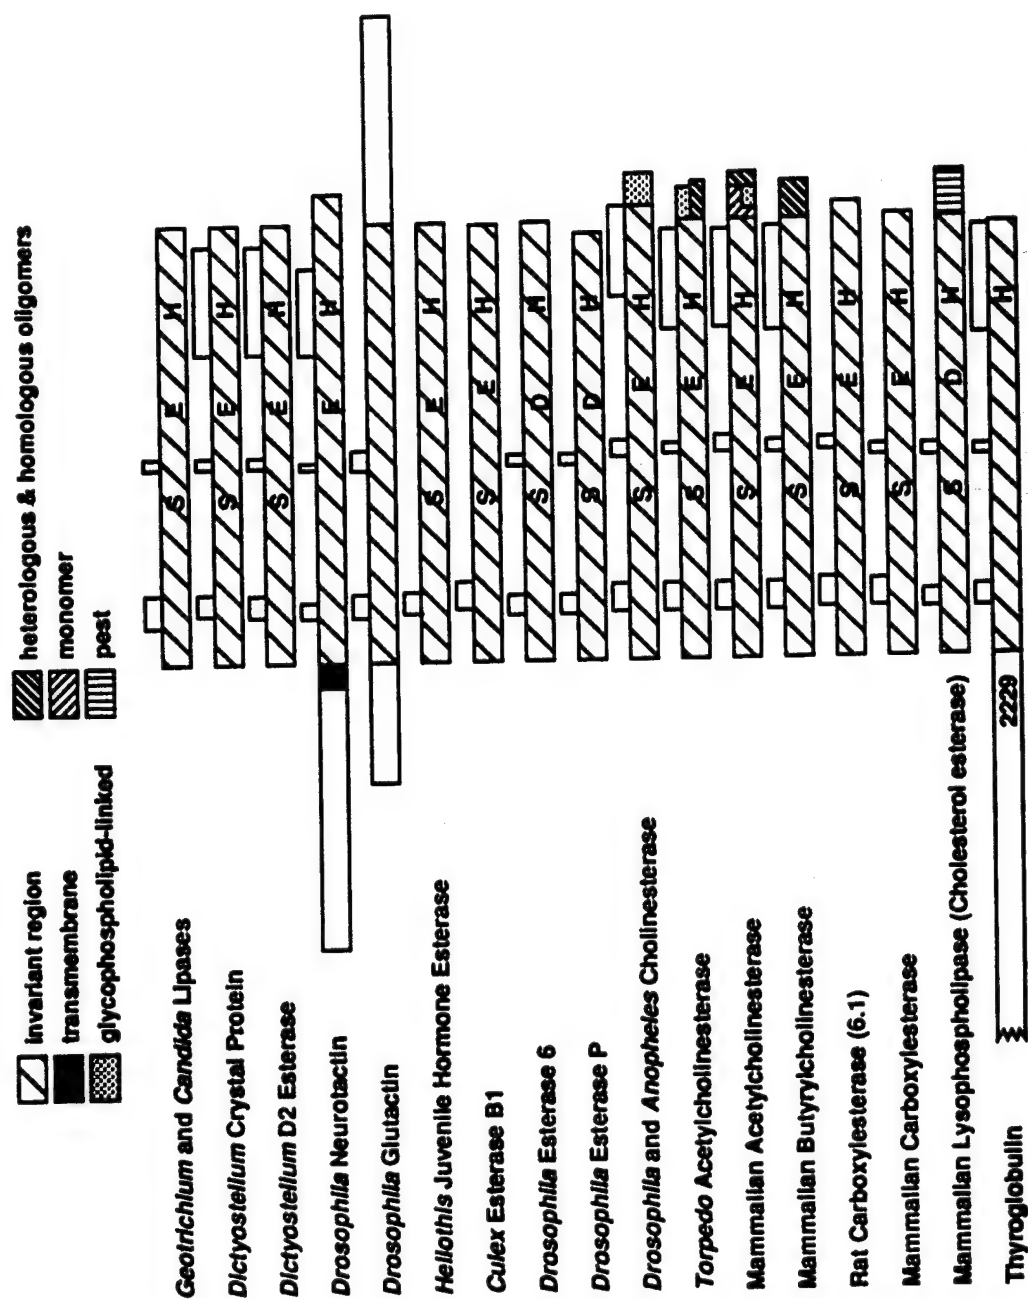 invariant region
transmembrane
glycophospholipid-linked
heterologous & homologous oligomers
monomer
pest
Geotrichium and Candida Lipases
S E H
Dictyostelium Crystal Protein
S E H
Dictyostelium D2 Esterase
S E H
Drosophila Neurotactin
E H
Drosophila Glutactin
Heliothis Juvenile Hormone Esterase
S E H
Culex Esterase B1
S E H
Drosophila Esterase 6
S D H
Drosophila Esterase P
S D H
Drosophila and Anopheles Cholinesterase
S E H
Torpedo Acetylcholinesterase
S E H
Mammalian Acetylcholinesterase
S E H
Mammalian Butyrylcholinesterase
S E H
Rat Carboxylesterase (6.1)
S E H
Mammalian Carboxylesterase
S E H
Mammalian Lysophospholipase (Cholesterol esterase)
S D H
Thyroglobulin
2229 H